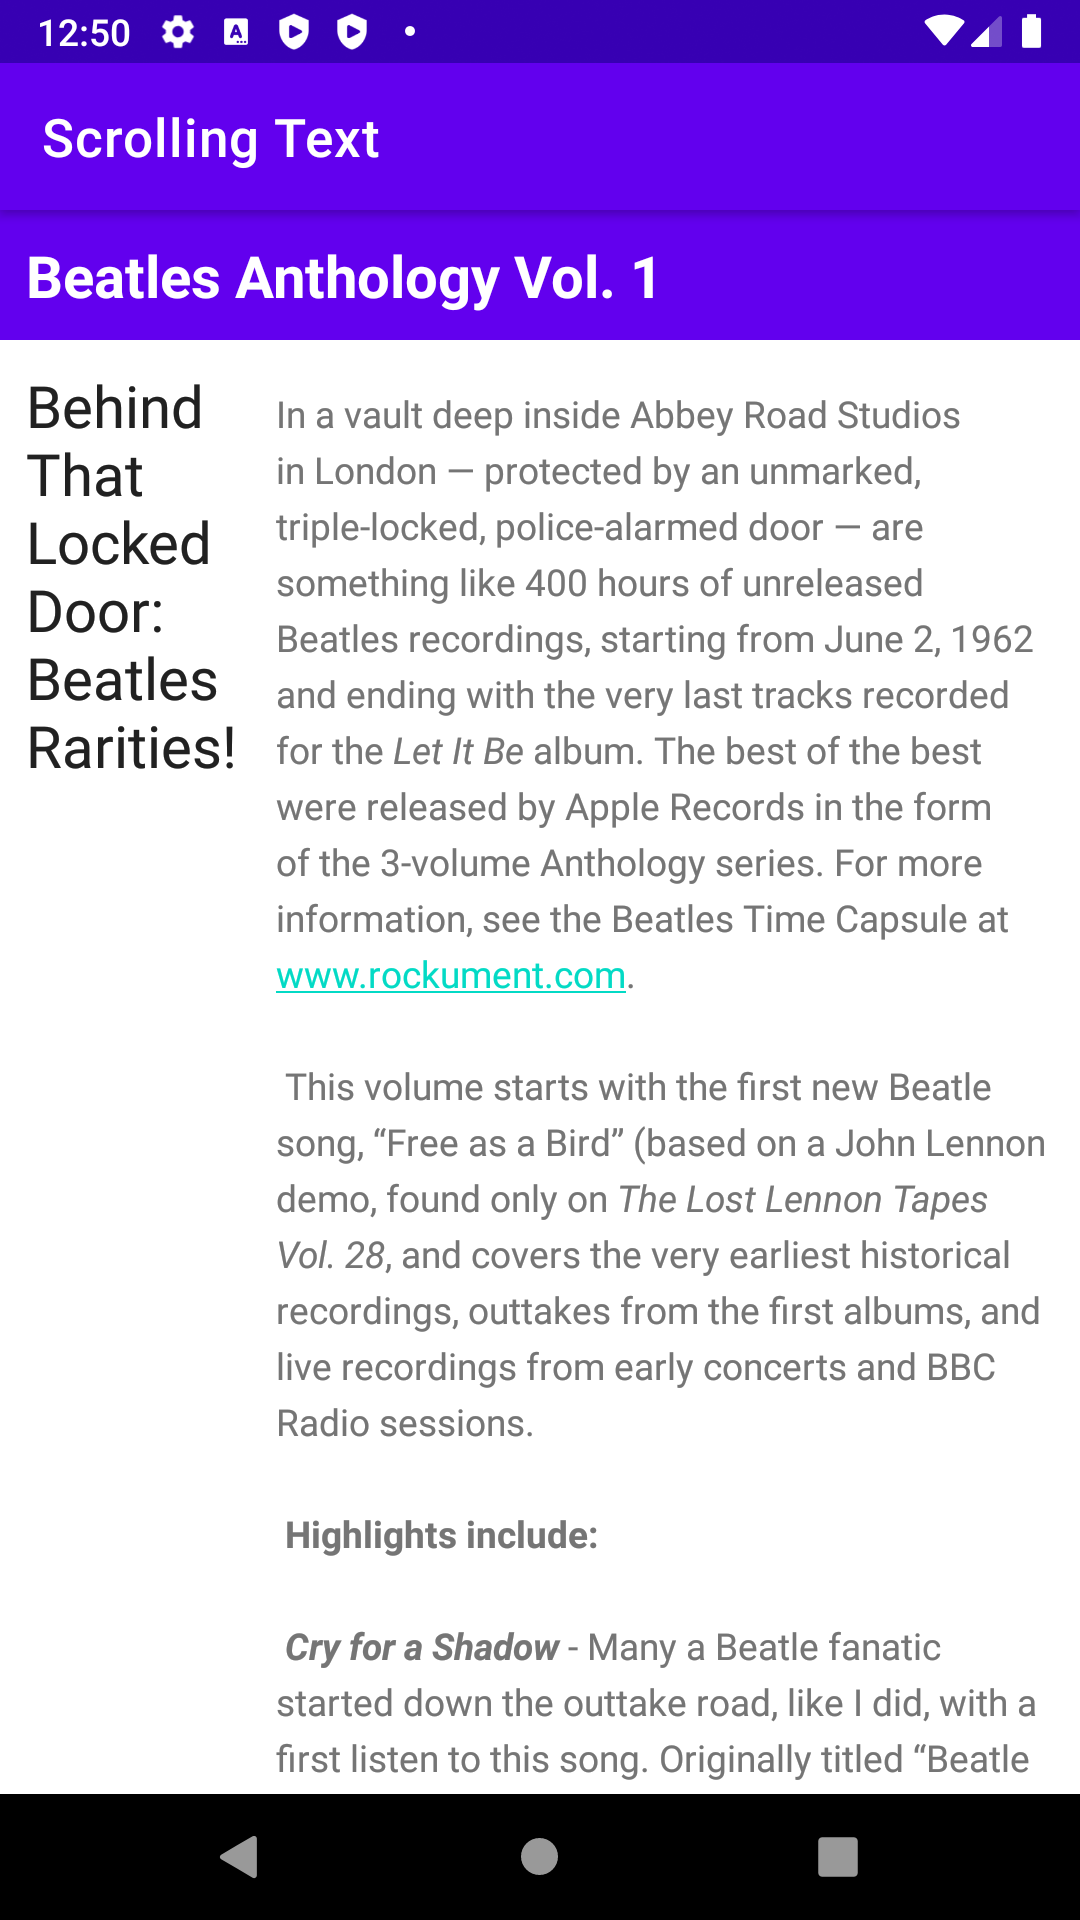 12:50
Scrolling Text
Beatles Anthology Vol. 1
Behind
That
Locked
Door:
Beatles
Rarities!
In a vault deep inside Abbey Road Studios
in London — protected by an unmarked,
triple-locked, police-alarmed door — are
something like 400 hours of unreleased
Beatles recordings, starting from June 2, 1962
and ending with the very last tracks recorded
for the Let It Be album. The best of the best
were released by Apple Records in the form
of the 3-volume Anthology series. For more
information, see the Beatles Time Capsule at
www.rockument.com.
This volume starts with the first new Beatle
song, “Free as a Bird” (based on a John Lennon
demo, found only on The Lost Lennon Tapes
Vol. 28, and covers the very earliest historical
recordings, outtakes from the first albums, and
live recordings from early concerts and BBC
Radio sessions.
Highlights include:
Cry for a Shadow - Many a Beatle fanatic
started down the outtake road, like I did, with a
first listen to this song. Originally titled “Beatle